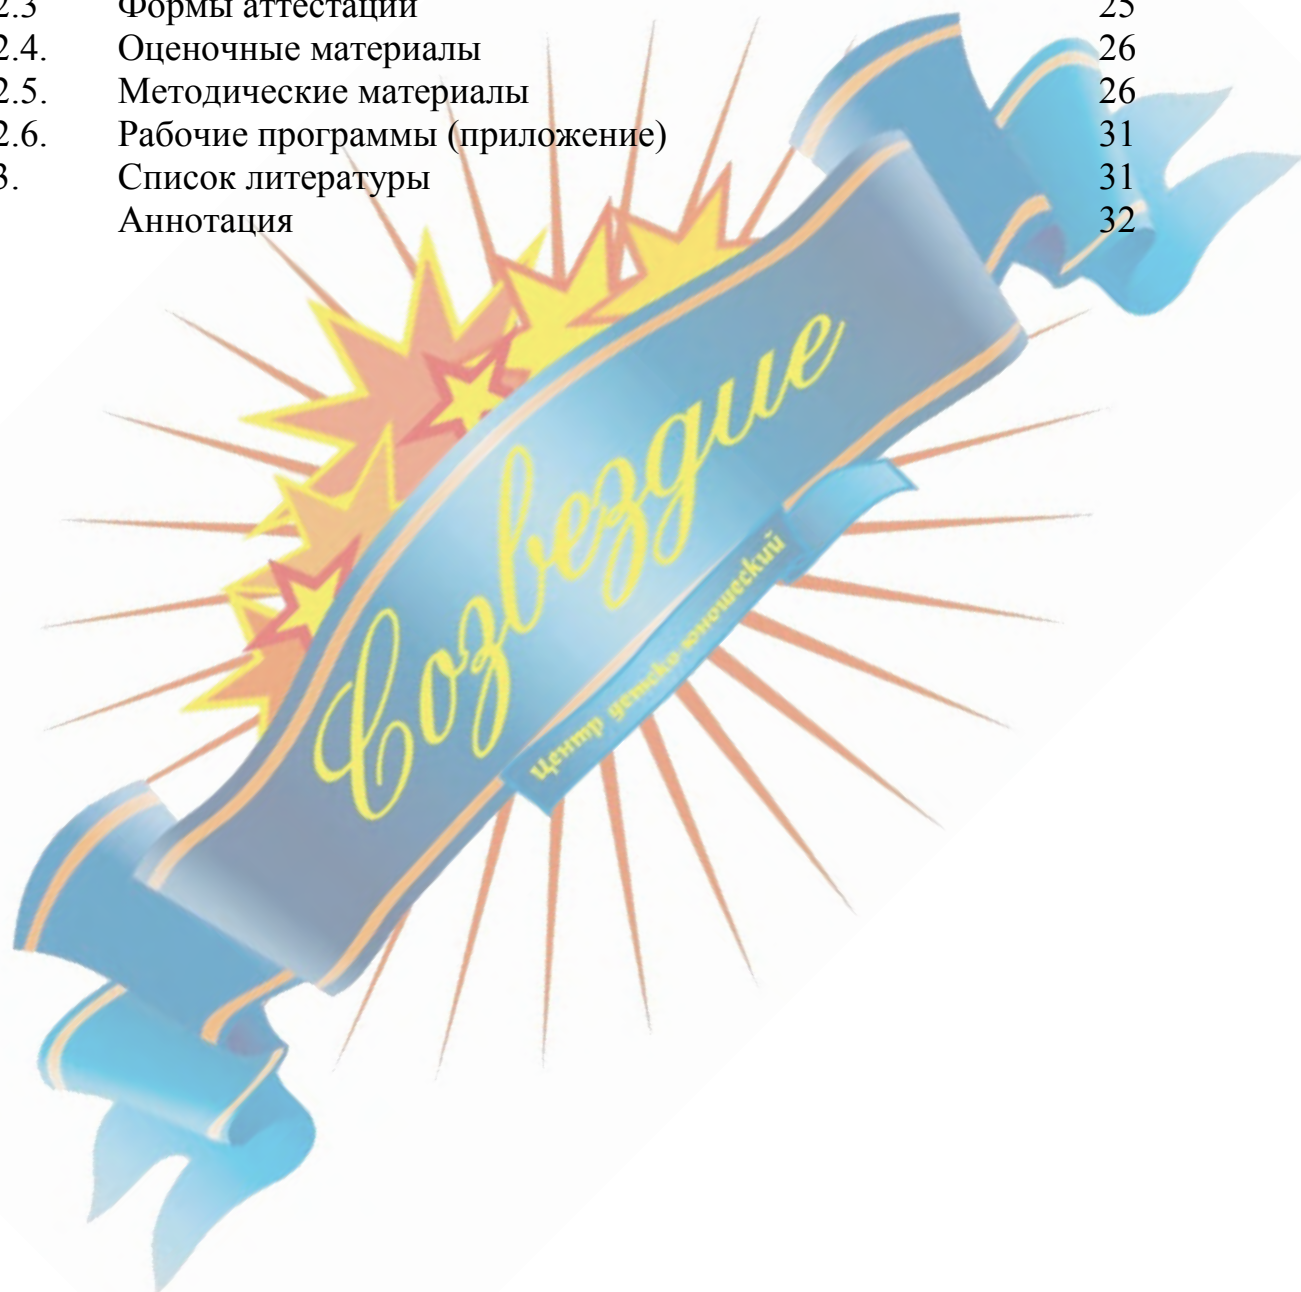 2.3 Формы аттестации 25
2.4. Оценочные материалы 26
2.5. Методические материалы 26
2.6. Рабочие программы (приложение) 31
3. Список литературы 31
Аннотация 32
Созвездие
Центр детско-юношеский